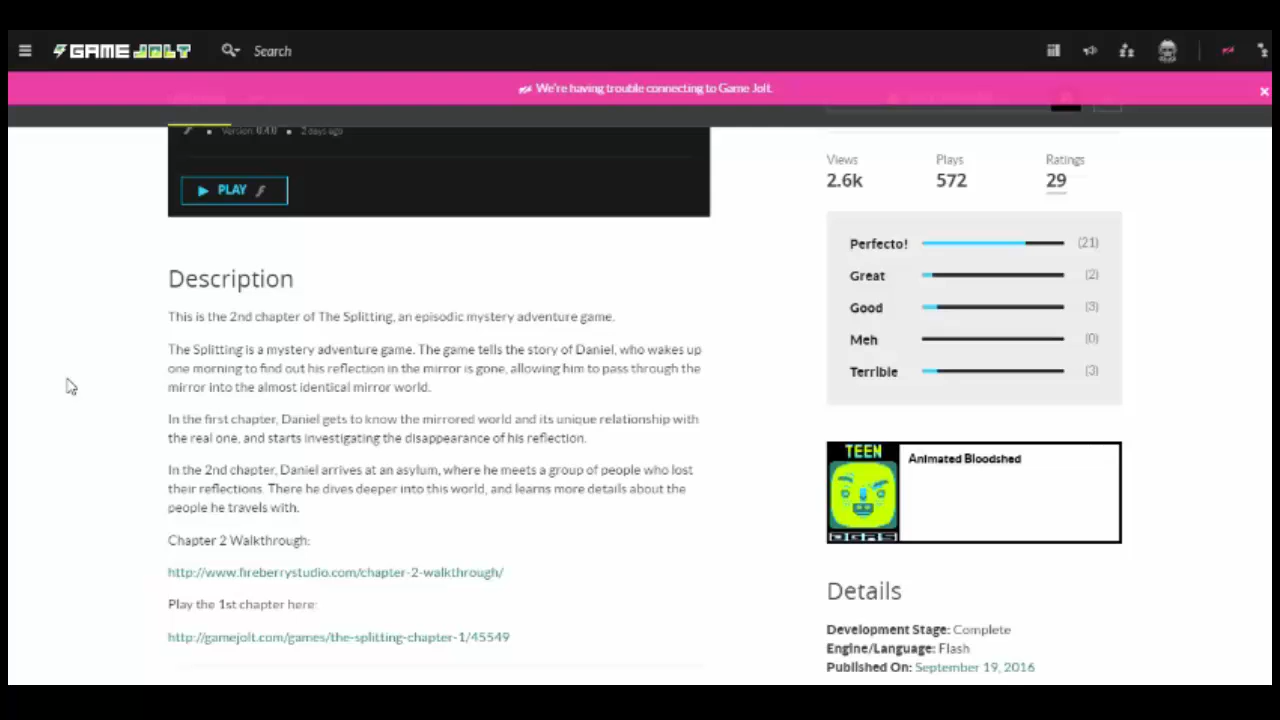 GAME JOLT
Search
We're having trouble connecting to Game Jolt.
Version: 0.4.0 ■ 2 days ago
PLAY
Views
2.6k
Plays
572
Ratings
29
Perfecto! (21)
Great (2)
Good (3)
Meh (0)
Terrible (3)
Description
This is the 2nd chapter of The Splitting, an episodic mystery adventure game.
The Splitting is a mystery adventure game. The game tells the story of Daniel, who wakes up
one morning to find out his reflection in the mirror is gone, allowing him to pass through the
mirror into the almost identical mirror world.
In the first chapter, Daniel gets to know the mirrored world and its unique relationship with
the real one, and starts investigating the disappearance of his reflection.
In the 2nd chapter, Daniel arrives at an asylum, where he meets a group of people who lost
their reflections. There he dives deeper into this world, and learns more details about the
people he travels with.
Chapter 2 Walkthrough:
http://www.fireberrystudio.com/chapter-2-walkthrough/
Play the 1st chapter here:
http://gamejolt.com/games/the-splitting-chapter-1/45549
TEEN
DGAS
Animated Bloodshed
Details
Development Stage: Complete
Engine/Language: Flash
Published On: September 19, 2016